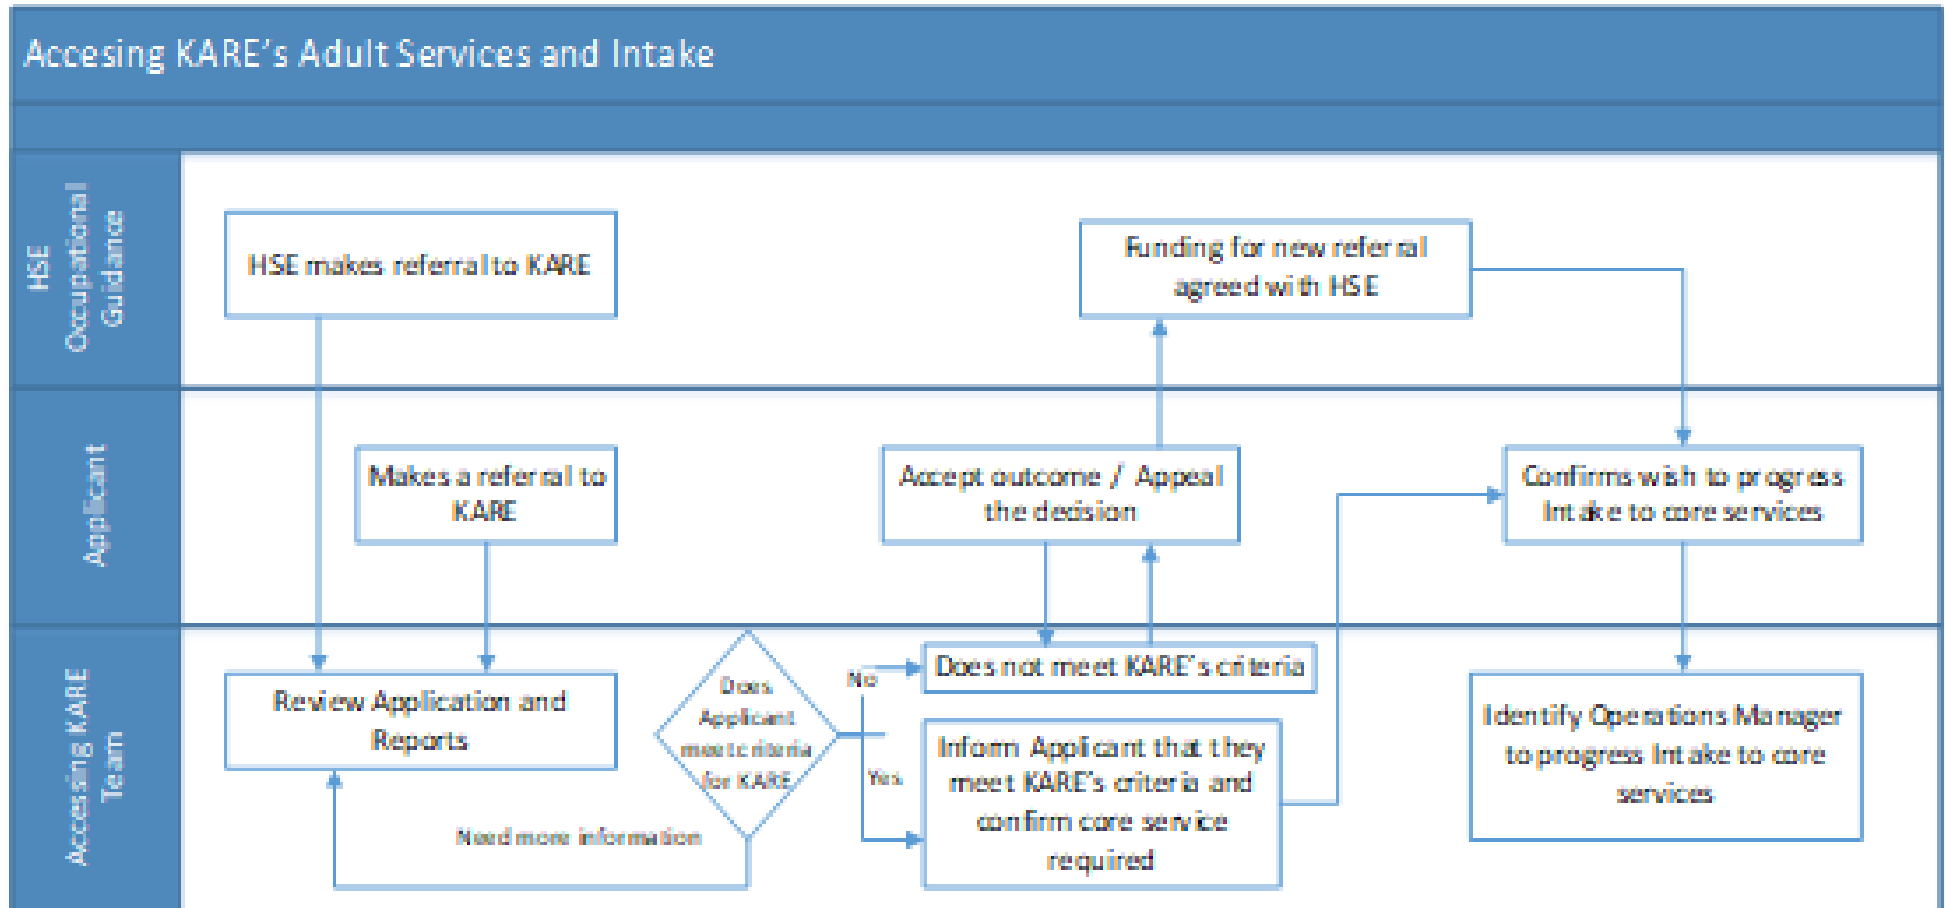 Accesing KARE's Adult Services and Intake
HSE
Occupational
Guidance
HSE makes referral to KARE
Funding for new referral
agreed with HSE
Applicant
Makes a referral to
KARE
Accept outcome / Appeal
the decision
Confirms wish to progress
Intake to core services
Accessing KARE
Team
Review Application and
Reports
Does
Applicant
meet criteria
for KARE
Need more information
No
Yes
Does not meet KARE's criteria
Inform Applicant that they
meet KARE's criteria and
confirm core service
required
Identify Operations Manager
to progress Intake to core
services